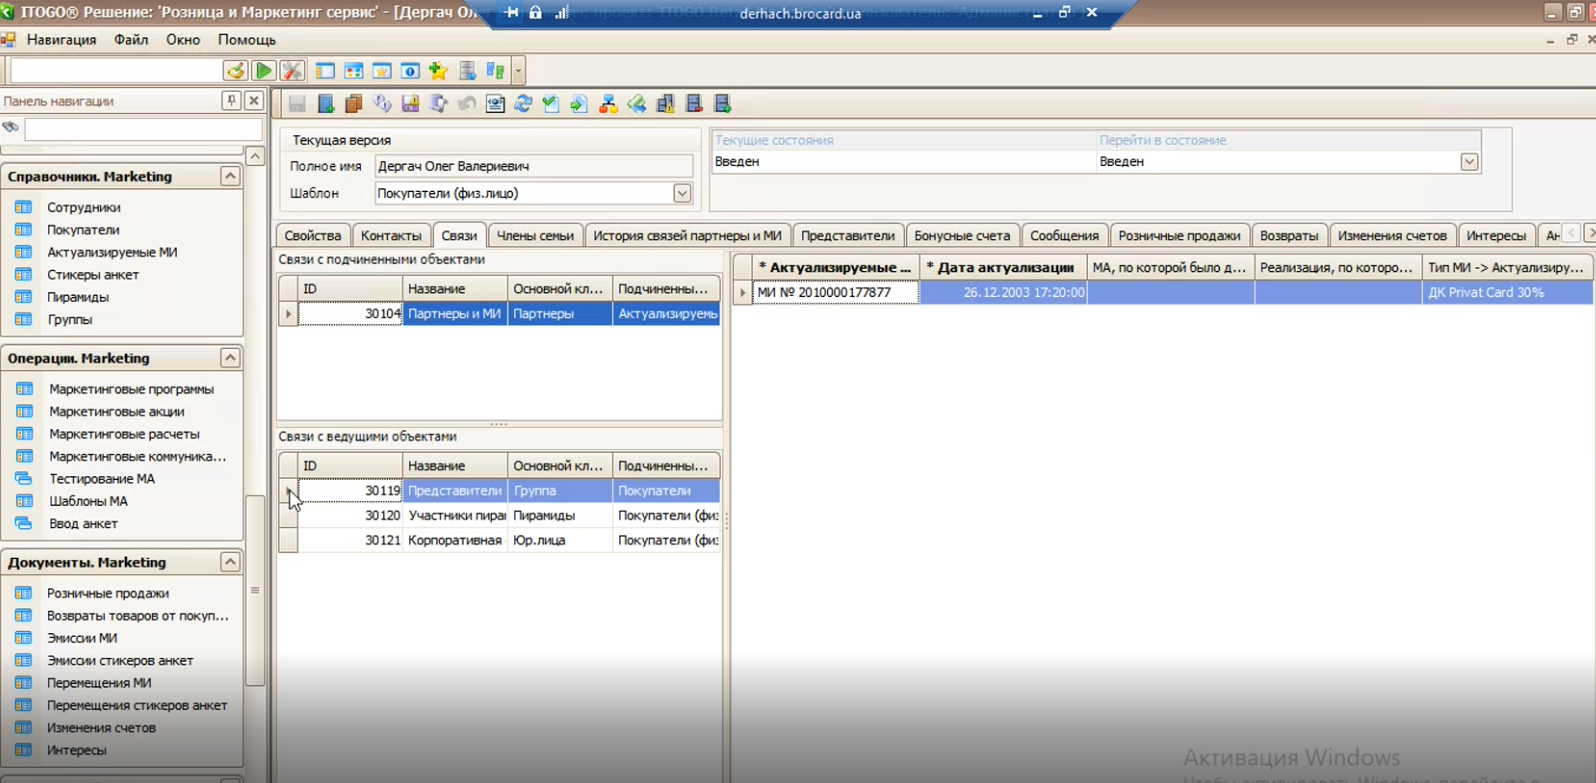 ITOGO® Решение: 'Розница и Маркетинг сервис' - [Дергач Ол
derhach.brocard.ua
Навигация Файл Окно Помощь
Панель навигации
Справочники. Marketing
Сотрудники
Покупатели
Актуализируемые МИ
Стикеры анкет
Пирамиды
Группы
Операции. Marketing
Маркетинговые программы
Маркетинговые акции
Маркетинговые расчеты
Маркетинговые коммуника...
Тестирование МА
Шаблоны МА
Ввод анкет
Документы. Marketing
Розничные продажи
Возвраты товаров от покуп...
Эмиссии МИ
Эмиссии стикеров анкет
Перемещения МИ
Перемещения стикеров анкет
Изменения счетов
Интересы
Текущая версия
Полное имя Дергач Олег Валериевич
Шаблон Покупатели (физ.лицо)
Текущие состояния Перейти в состояние
Введен Введен
Свойства Контакты Связи Члены семьи История связей партнеры и МИ Представители Бонусные счета Сообщения Розничные продажи Возвраты Изменения счетов Интересы Ан
Связи с подчиненными объектами
ID Название Основной кл... Подчиненны...
30104 Партнеры и МИ Партнеры Актуализируемь
Связи с ведущими объектами
ID Название Основной кл... Подчиненны...
30119 Представители Группа Покупатели
30120 Участники пира Пирамиды Покупатели (физ
30121 Корпоративная Юр.лица Покупатели (физ
* Актуализируемые ... * Дата актуализации МА, по которой было д... Реализация, по которо... Тип МИ -> Актуализиру...
МИ № 2010000177877 26.12.2003 17:20:00 ДК Privat Card 30%
Активация Windows